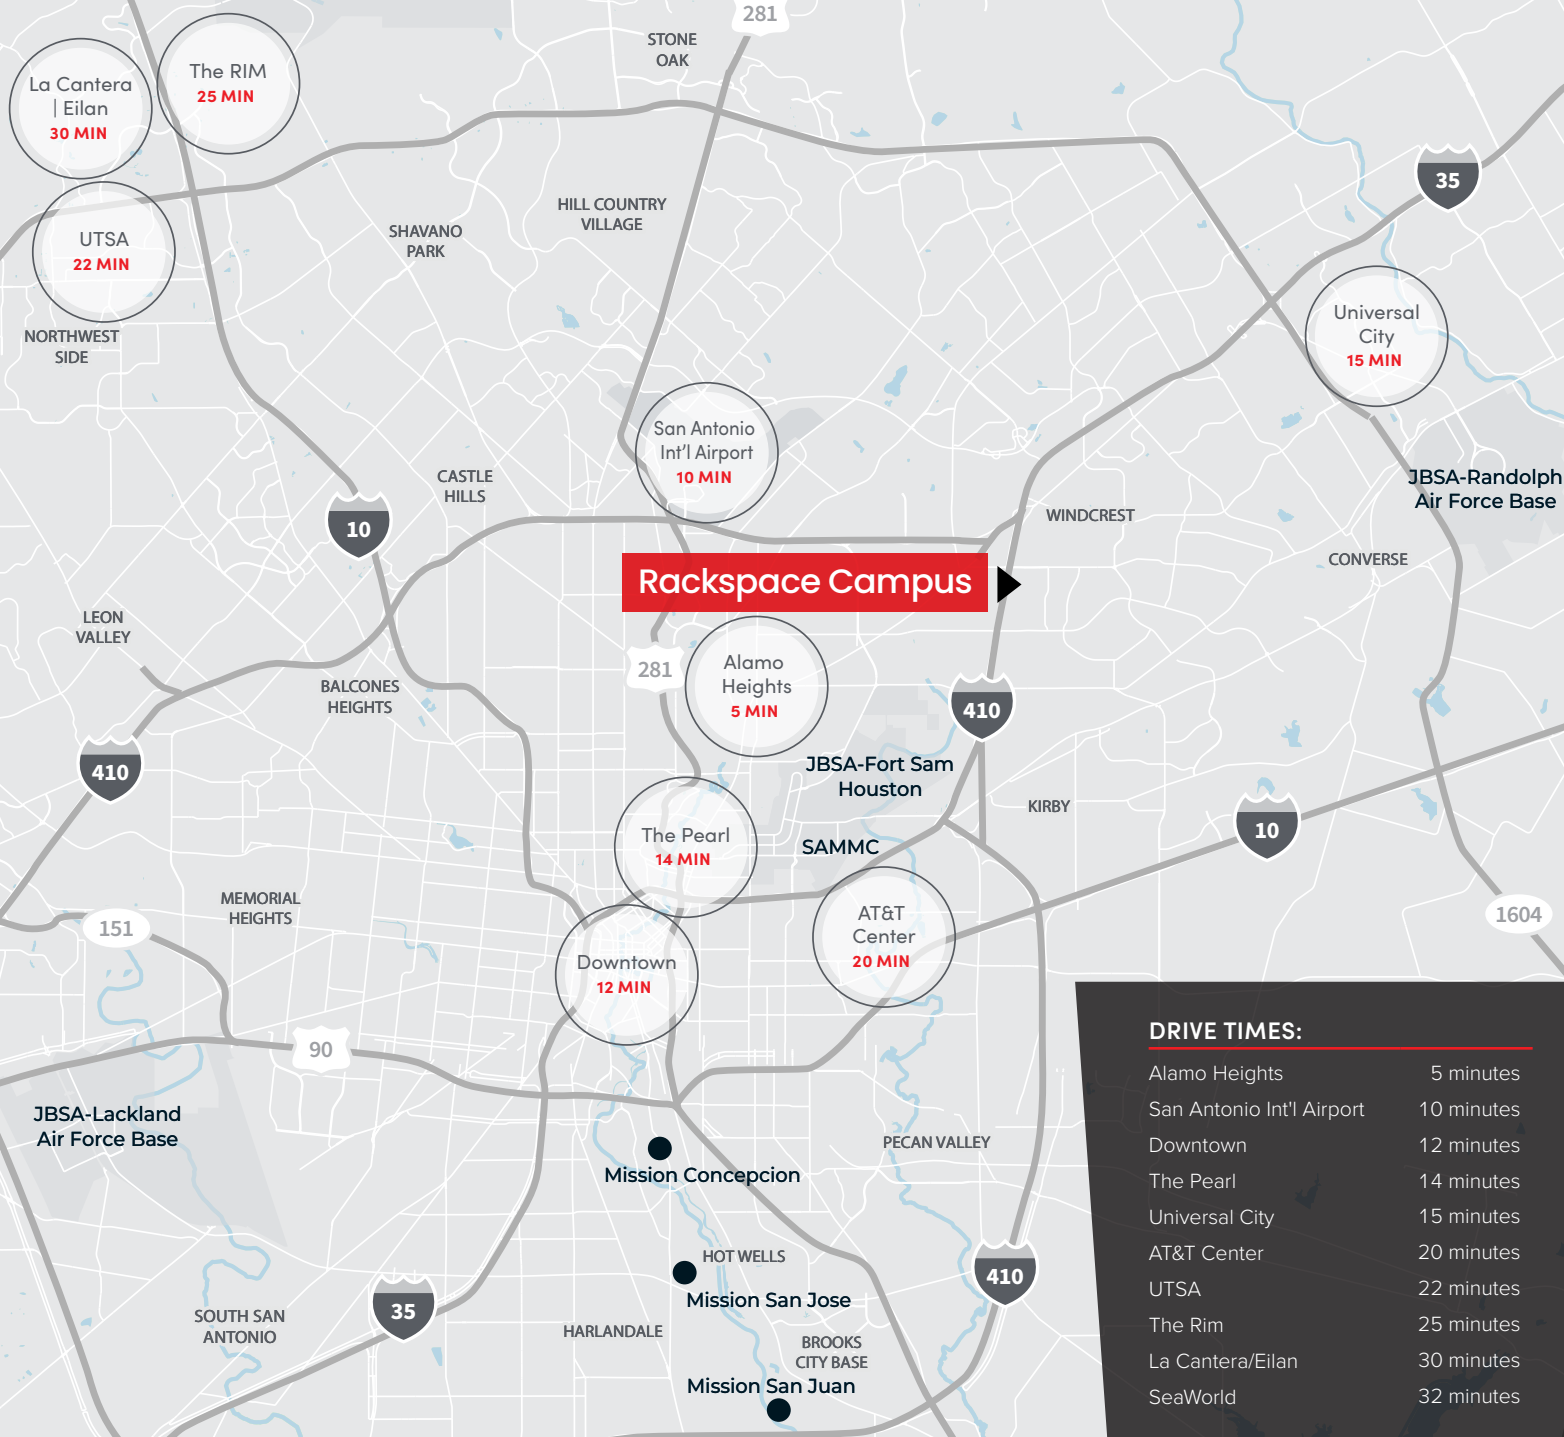 281
STONE
OAK
The RIM
25 MIN
La Cantera
| Eilan
30 MIN
35
HILL COUNTRY
VILLAGE
SHAVANO
PARK
UTSA
22 MIN
NORTHWEST
SIDE
Universal
City
15 MIN
San Antonio
Int'l Airport
10 MIN
CASTLE
HILLS
JBSA-Randolph
Air Force Base
10
WINDCREST
CONVERSE
Rackspace Campus
LEON
VALLEY
281
Alamo
Heights
5 MIN
BALCONES
HEIGHTS
410
410
JBSA-Fort Sam
Houston
KIRBY
10
The Pearl
14 MIN
SAMMC
MEMORIAL
HEIGHTS
151
AT&T
Center
20 MIN
1604
Downtown
12 MIN
90
JBSA-Lackland
Air Force Base
PECAN VALLEY
Mission Concepcion
HOT WELLS
410
Mission San Jose
35
SOUTH SAN
ANTONIO
HARLANDALE
BROOKS
CITY BASE
Mission San Juan
DRIVE TIMES:
Alamo Heights 5 minutes
San Antonio Int'l Airport 10 minutes
Downtown 12 minutes
The Pearl 14 minutes
Universal City 15 minutes
AT&T Center 20 minutes
UTSA 22 minutes
The Rim 25 minutes
La Cantera/Eilan 30 minutes
SeaWorld 32 minutes